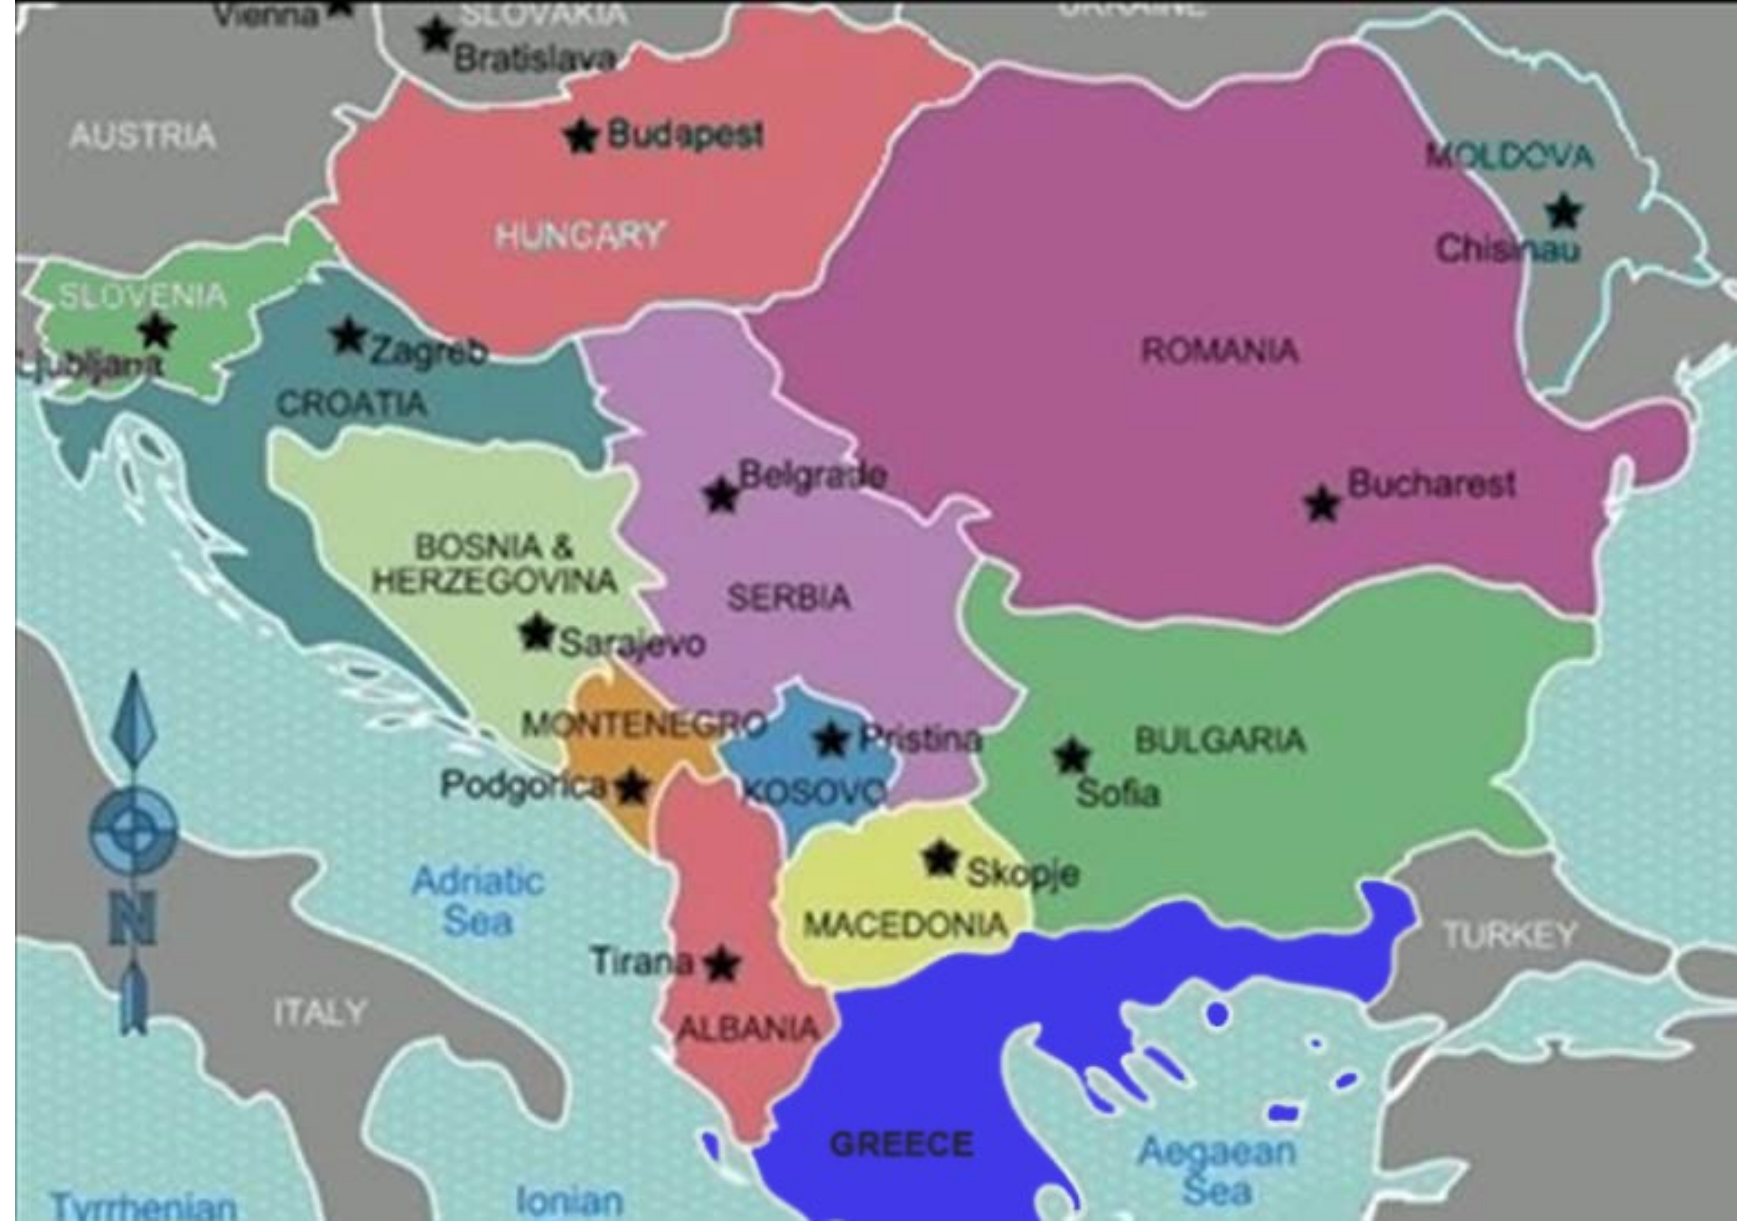 Vienna
SLOVAKIA
UKRAINE
Bratislava
AUSTRIA
Budapest
MOLDOVA
Chisinau
HUNGARY
SLOVENIA
Ljubljana
Zagreb
ROMANIA
CROATIA
Belgrade
Bucharest
BOSNIA &
HERZEGOVINA
SERBIA
Sarajevo
MONTENEGRO
Pristina
BULGARIA
Podgorica
KOSOVO
Sofia
Adriatic
Sea
Skopje
N
MACEDONIA
TURKEY
Tirana
ITALY
ALBANIA
GREECE
Aegaean
Sea
Tyrrhenian
Ionian